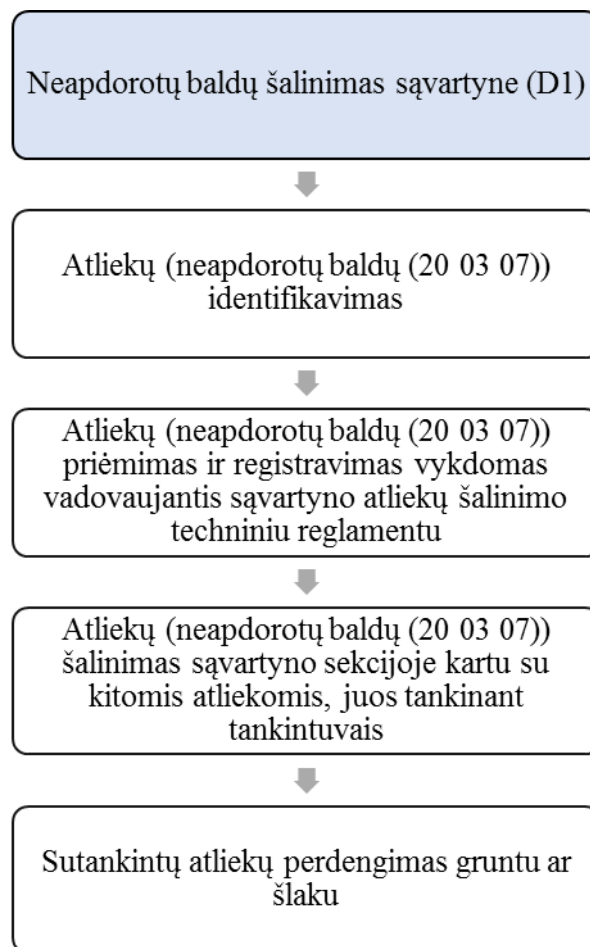 Neapdorotų baldų šalinimas sąvartyne (D1)
Atliekų (neapdorotų baldų (20 03 07))
identifikavimas
Atliekų (neapdorotų baldų (20 03 07))
priėmimas ir registravimas vykdomas
vadovaujantis sąvartyno atliekų šalinimo
techniniu reglamentu
Atliekų (neapdorotų baldų (20 03 07))
šalinimas sąvartyno sekcijoje kartu su
kitomis atliekomis, juos tankinant
tankintuvais
Sutankintų atliekų perdengimas gruntu ar
šlaku